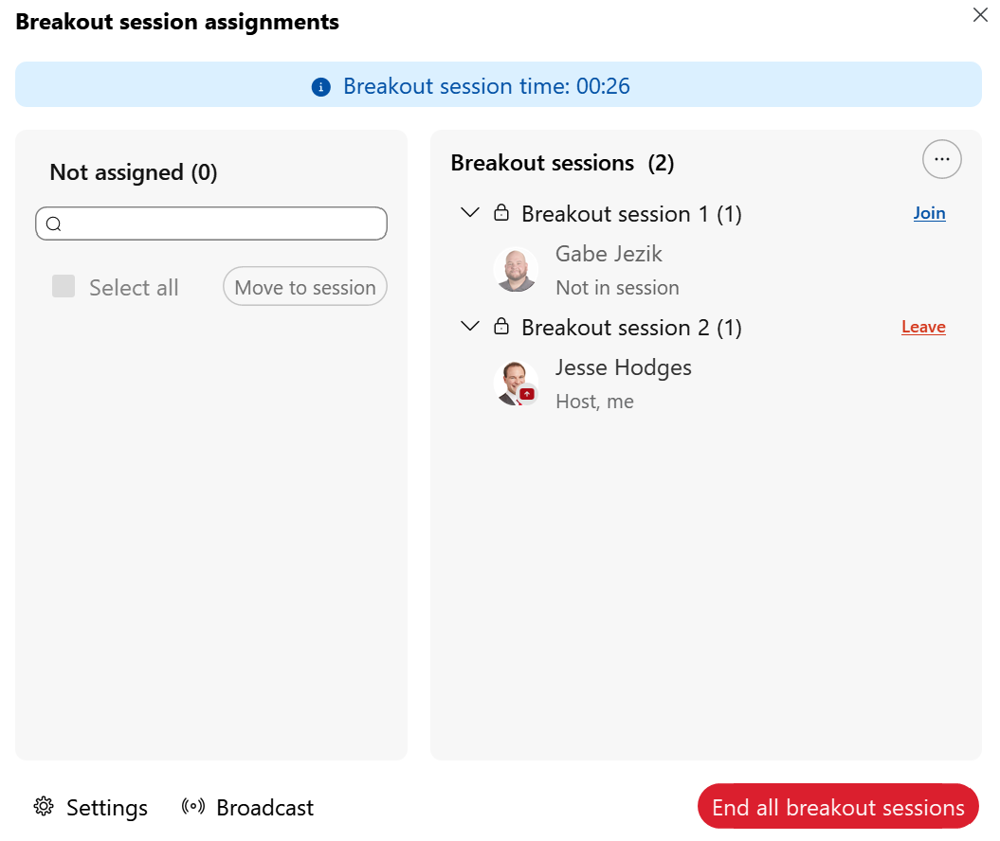 Breakout session assignments
Breakout session time: 00:26
Not assigned (0)
Select all
Move to session
Breakout sessions (2)
Breakout session 1 (1)
Join
Gabe Jezik
Not in session
Breakout session 2 (1)
Leave
Jesse Hodges
Host, me
Settings
Broadcast
End all breakout sessions